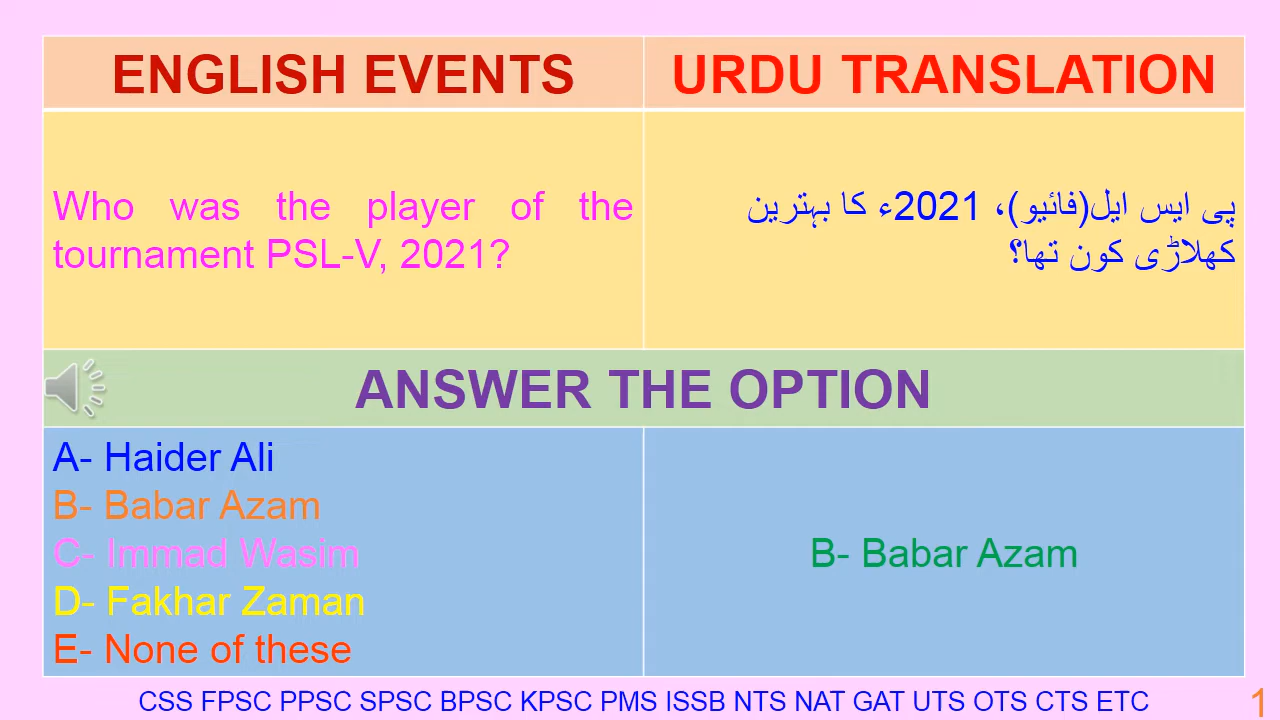 ENGLISH EVENTS
URDU TRANSLATION
Who was the player of the
tournament PSL-V, 2021?
پی ایس ایل(فائیو)، 2021ء کا بہترین
کھلاڑی کون تھا؟
ANSWER THE OPTION
A- Haider Ali
B- Babar Azam
C- Immad Wasim
D- Fakhar Zaman
E- None of these
B- Babar Azam
CSS FPSC PPSC SPSC BPSC KPSC PMS ISSB NTS NAT GAT UTS OTS CTS ETC
1